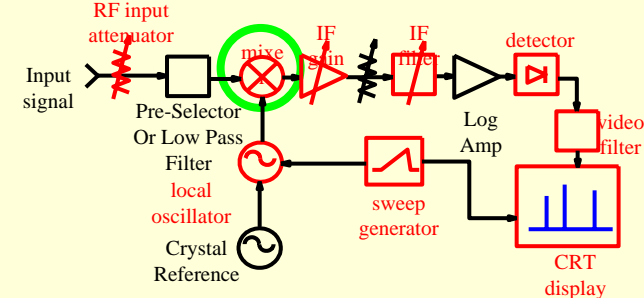 RF input
attenuator
Input
signal
Pre-Selector
Or Low Pass
Filter
mixe
IF
gain
IF
filter
Log
Amp
detector
video
filter
local
oscillator
sweep
generator
Crystal
Reference
CRT
display